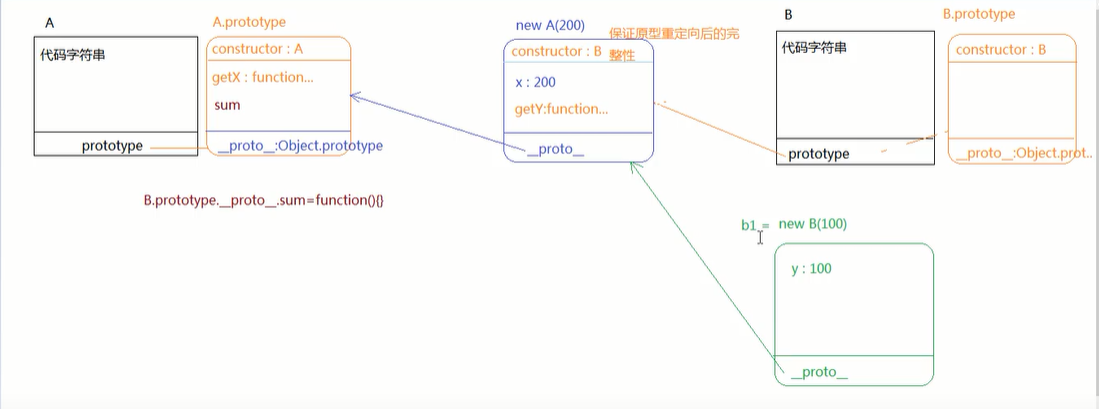 A
A.prototype
代码字符串
constructor : A
getX : function...
sum
prototype
__proto__:Object.prototype
B.prototype.__proto__.sum=function(){}
new A(200)
保证原型重定向后的完
整性
constructor : B
x : 200
getY:function...
__proto__
B
B.prototype
代码字符串
constructor : B
prototype
__proto__:Object.prot..
b1 = new B(100)
y : 100
__proto__